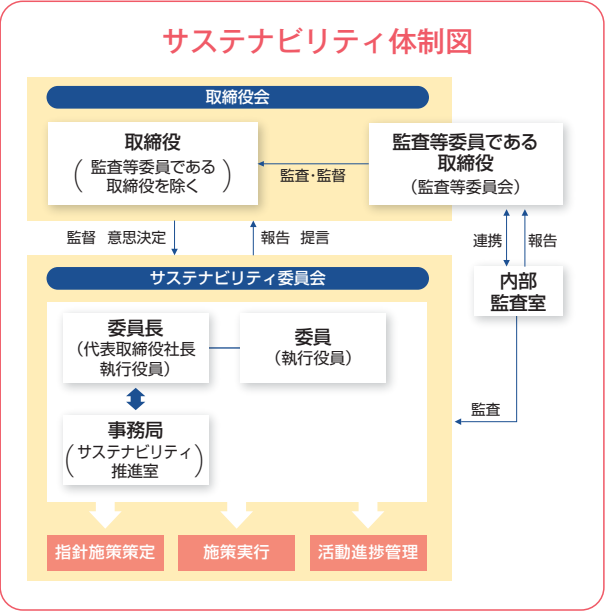 サステナビリティ体制図
取締役会
取締役
（監査等委員である
取締役を除く）
監査・監督
監査等委員である
取締役
（監査等委員会）
監督 意思決定
報告 提言
連携
報告
サステナビリティ委員会
内部
監査室
委員長
（代表取締役社長
執行役員）
委員
（執行役員）
監査
事務局
（サステナビリティ
推進室）
指針施策策定
施策実行
活動進捗管理